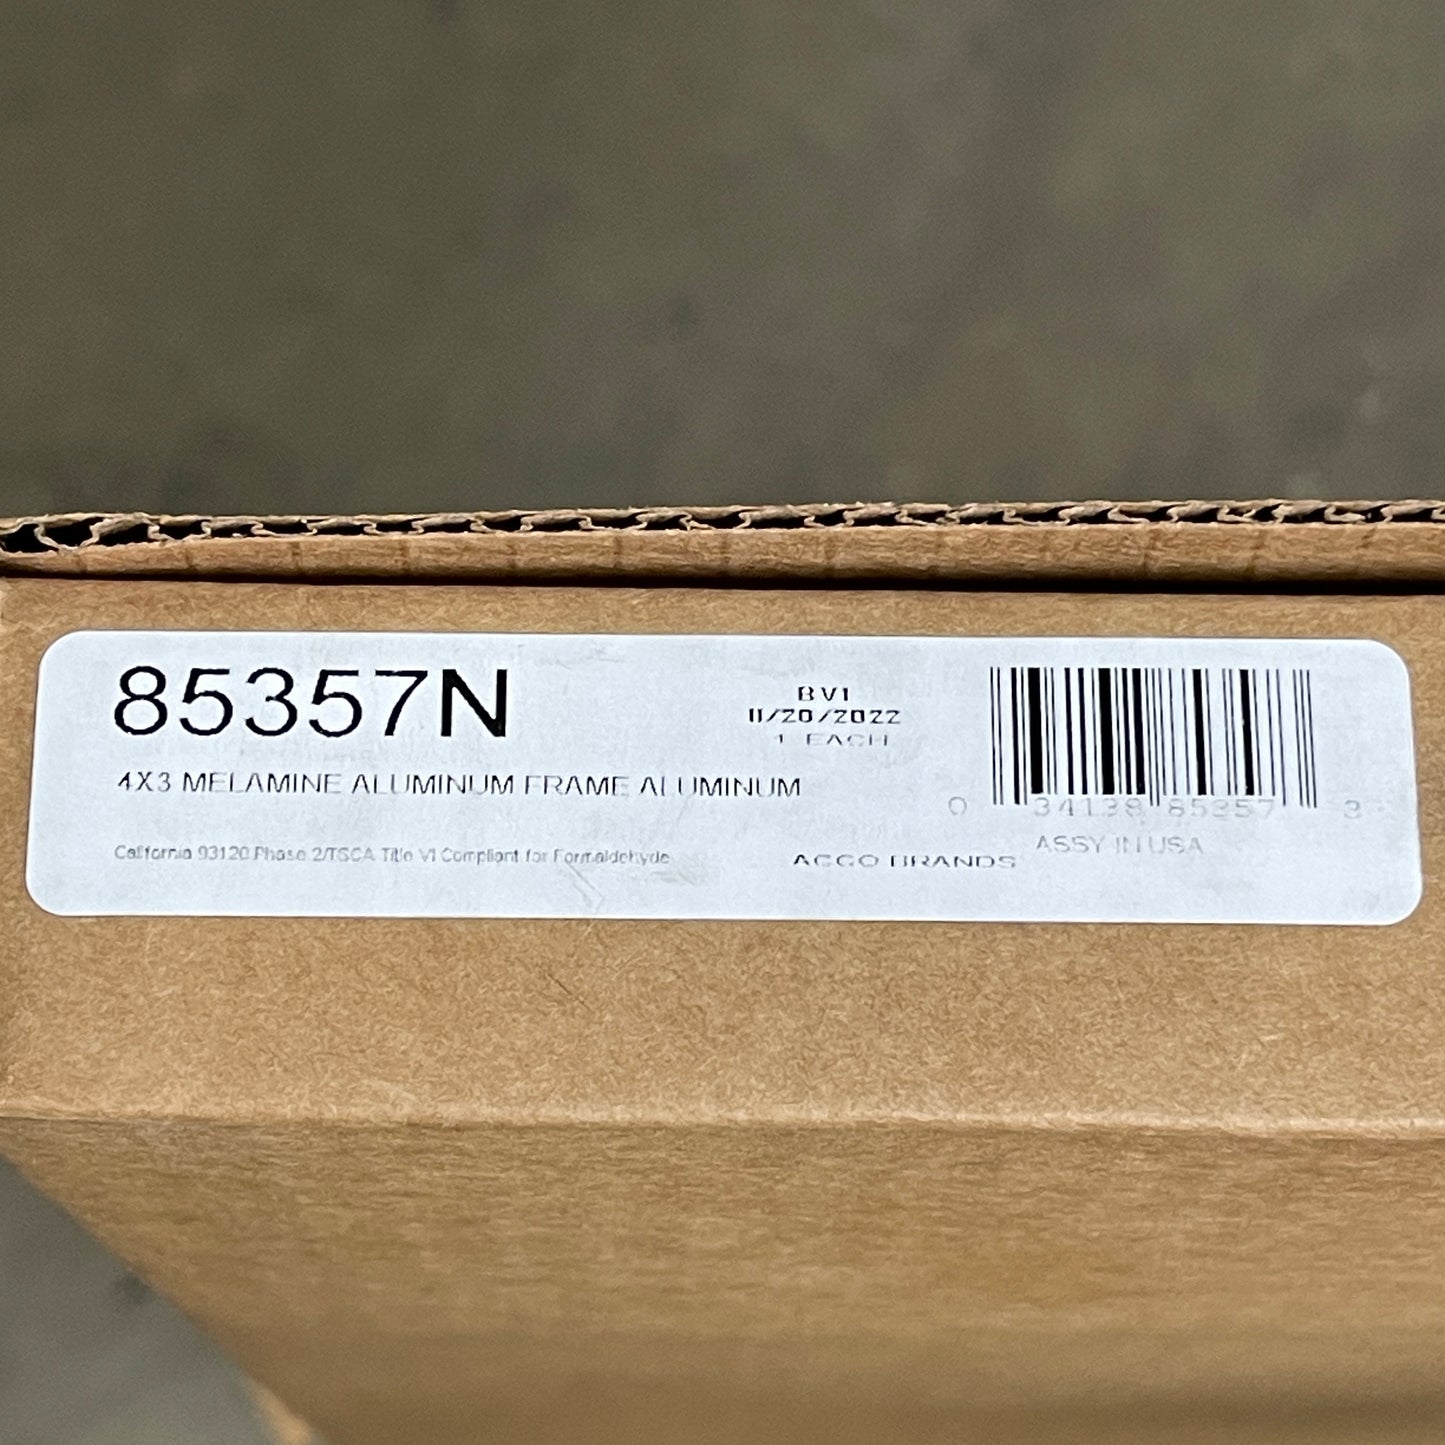 85357N
BV1
11/20/2022
1 EACH
4X3 MELAMINE ALUMINUM FRAME ALUMINUM
0 34138 85357 3
California 93120 Phase 2/TSCA Title VI Compliant for Formaldehyde
ACCO BRANDS
ASSY IN USA